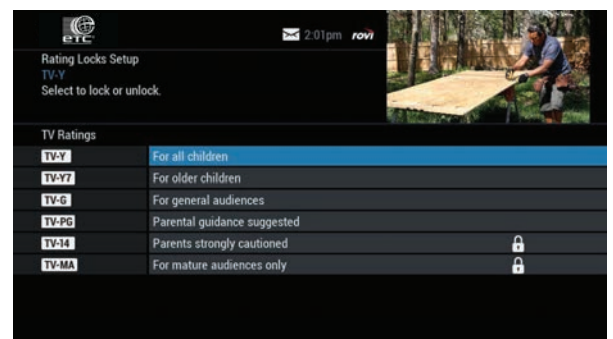 etc
2:01pm rovi
Rating Locks Setup
TV-Y
Select to lock or unlock.
TV Ratings
TV-Y For all children
TV-Y7 For older children
TV-G For general audiences
TV-PG Parental guidance suggested
TV-14 Parents strongly cautioned
TV-MA For mature audiences only